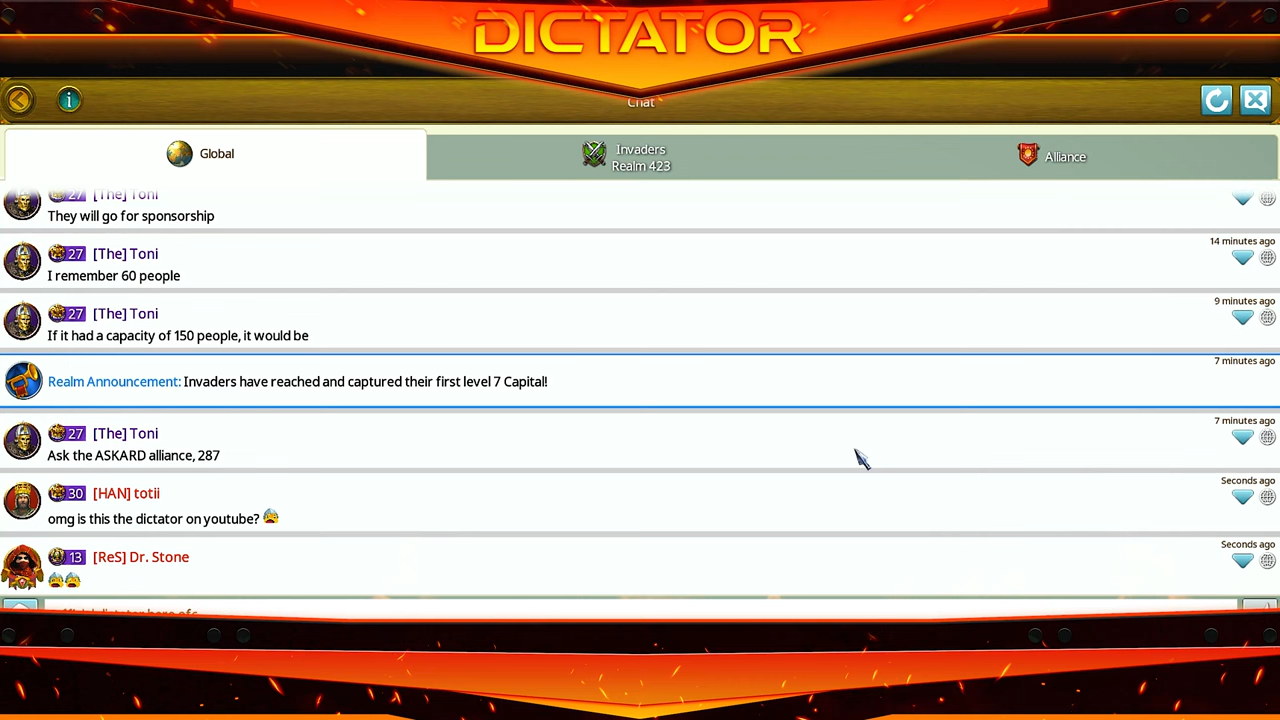 DICTATOR
Chat
Global
Invaders
Realm 423
Alliance
27 [The] Toni
They will go for sponsorship
14 minutes ago
27 [The] Toni
I remember 60 people
9 minutes ago
27 [The] Toni
If it had a capacity of 150 people, it would be
7 minutes ago
Realm Announcement: Invaders have reached and captured their first level 7 Capital!
7 minutes ago
27 [The] Toni
Ask the ASKARD alliance, 287
Seconds ago
30 [HAN] totii
omg is this the dictator on youtube?
Seconds ago
13 [ReS] Dr. Stone